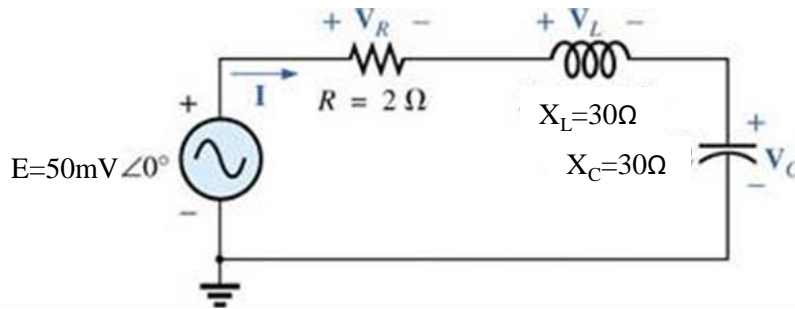 + V_R − + V_L −
+ I R = 2 Ω
X_L=30Ω
+
E=50mV∠0° X_C=30Ω V_C
−
−